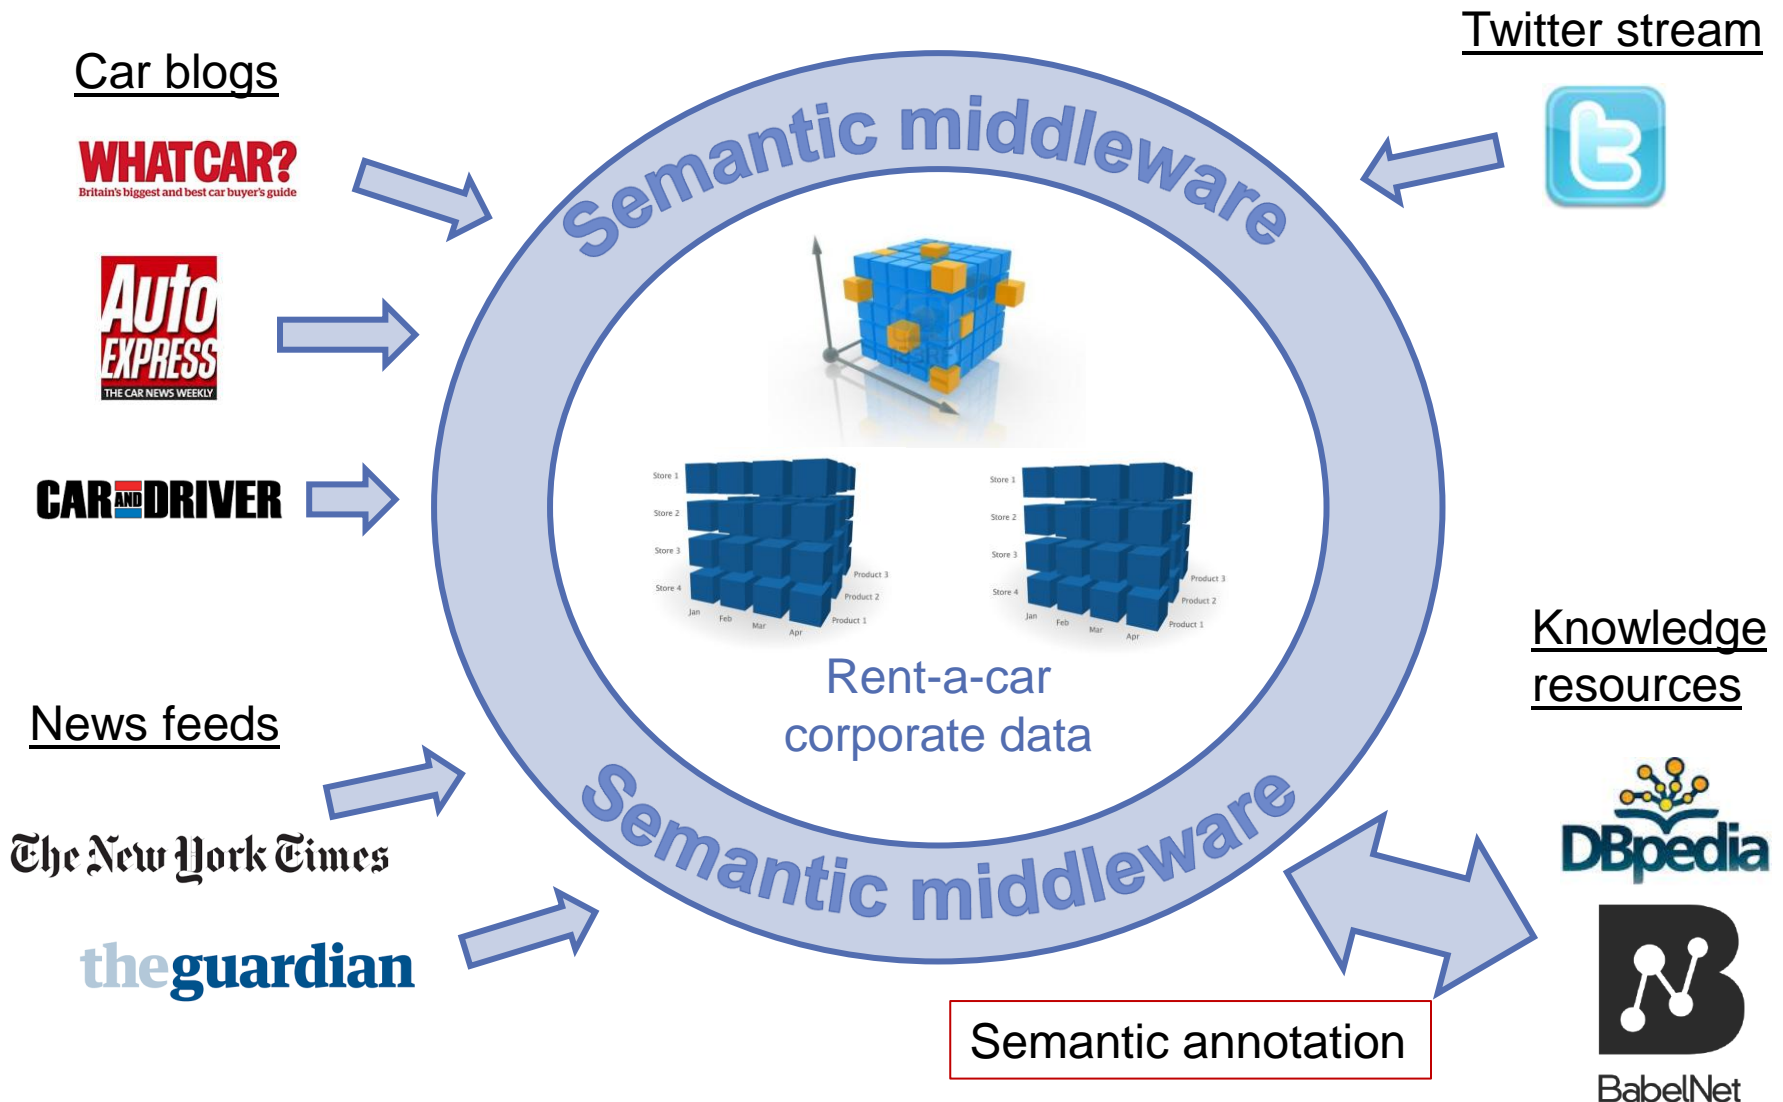 Twitter stream
Car blogs
WHATCAR?
Britain's biggest and best car buyer's guide
AUTO
EXPRESS
THE CAR NEWS WEEKLY
CAR AND DRIVER
Semantic middleware
Store 1
Store 2
Store 3
Store 4
Jan
Feb
Mar
Apr
Product 3
Product 2
Product 1
Store 1
Store 2
Store 3
Store 4
Jan
Feb
Mar
Apr
Product 3
Product 2
Product 1
Rent-a-car
corporate data
Semantic middleware
News feeds
The New York Times
theguardian
Knowledge
resources
DBpedia
BabelNet
Semantic annotation